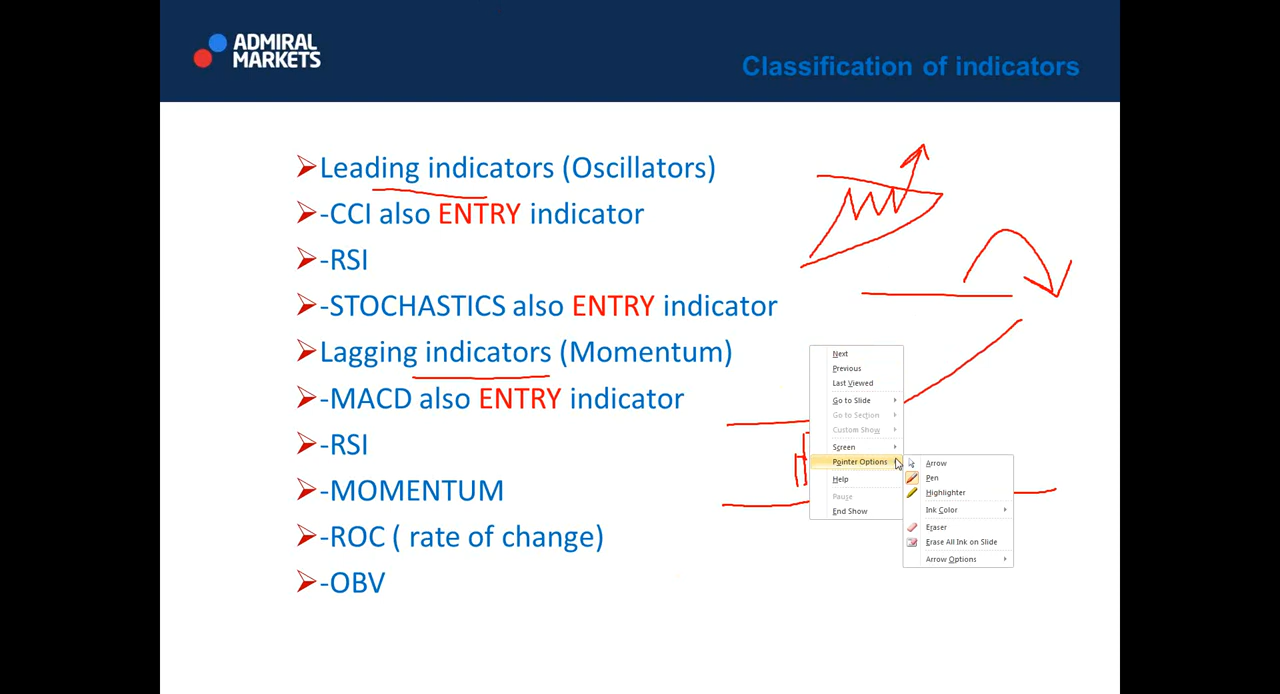 ADMIRAL
MARKETS
Classification of indicators
Leading indicators (Oscillators)
-CCI also ENTRY indicator
-RSI
-STOCHASTICS also ENTRY indicator
Lagging indicators (Momentum)
-MACD also ENTRY indicator
-RSI
-MOMENTUM
-ROC ( rate of change)
-OBV
Next
Previous
Last Viewed
Go to Slide
Go to Section
Custom Show
Screen
Pointer Options
Help
Pause
End Show
Arrow
Pen
Highlighter
Ink Color
Eraser
Erase All Ink on Slide
Arrow Options